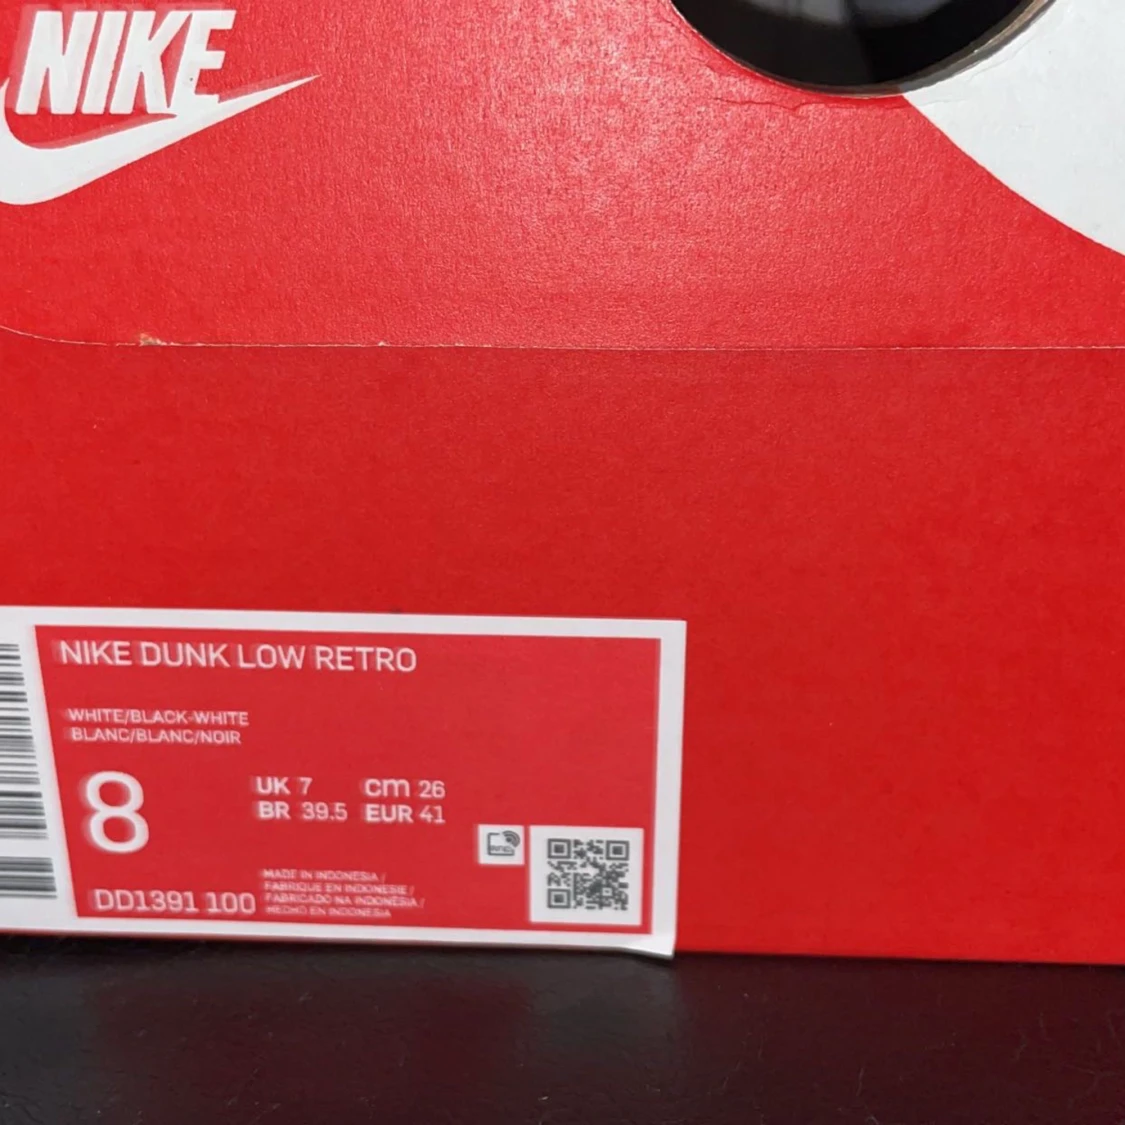 NIKE
NIKE DUNK LOW RETRO
WHITE/BLACK-WHITE
BLANC/BLANC/NOIR
8
UK 7 cm 26
BR 39.5 EUR 41
MADE IN INDONESIA /
FABRIQUE EN INDONESIE /
FABRICADO NA INDONESIA /
HECHO EN INDONESIA
DD1391 100